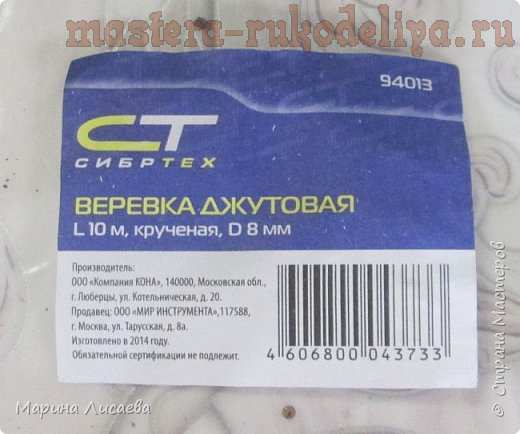 mastera-rukodeliya.ru
94013
СТ
СИБРТЕХ
ВЕРЕВКА ДЖУТОВАЯ
L 10 м, крученая, D 8 мм
Производитель:
ООО «Компания КОНА», 140000, Московская обл.,
г. Люберцы, ул. Котельническая, д. 20.
Продавец: ООО «МИР ИНСТРУМЕНТА»,117588,
г. Москва, ул. Тарусская, д. 8а.
Изготовлено в 2014 году.
Обязательной сертификации не подлежит.
4 606800 043733
Марина Лисаева
© Страна Мастеров